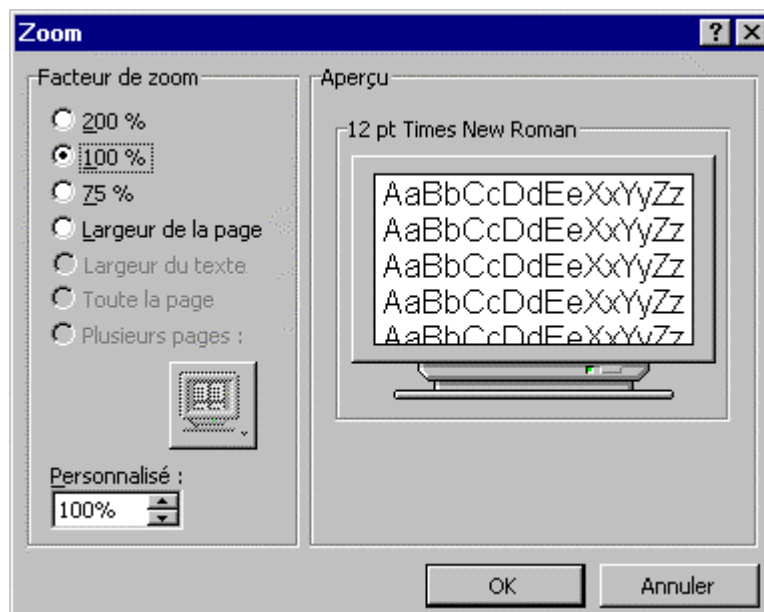 Zoom
Facteur de zoom
200 %
100 %
75 %
Largeur de la page
Largeur du texte
Toute la page
Plusieurs pages :
Personnalisé :
100%
Aperçu
12 pt Times New Roman
AaBbCcDdEeXxYyZz
AaBbCcDdEeXxYyZz
AaBbCcDdEeXxYyZz
AaBbCcDdEeXxYyZz
AaBbCcDdEeXxYyZz
OK
Annuler